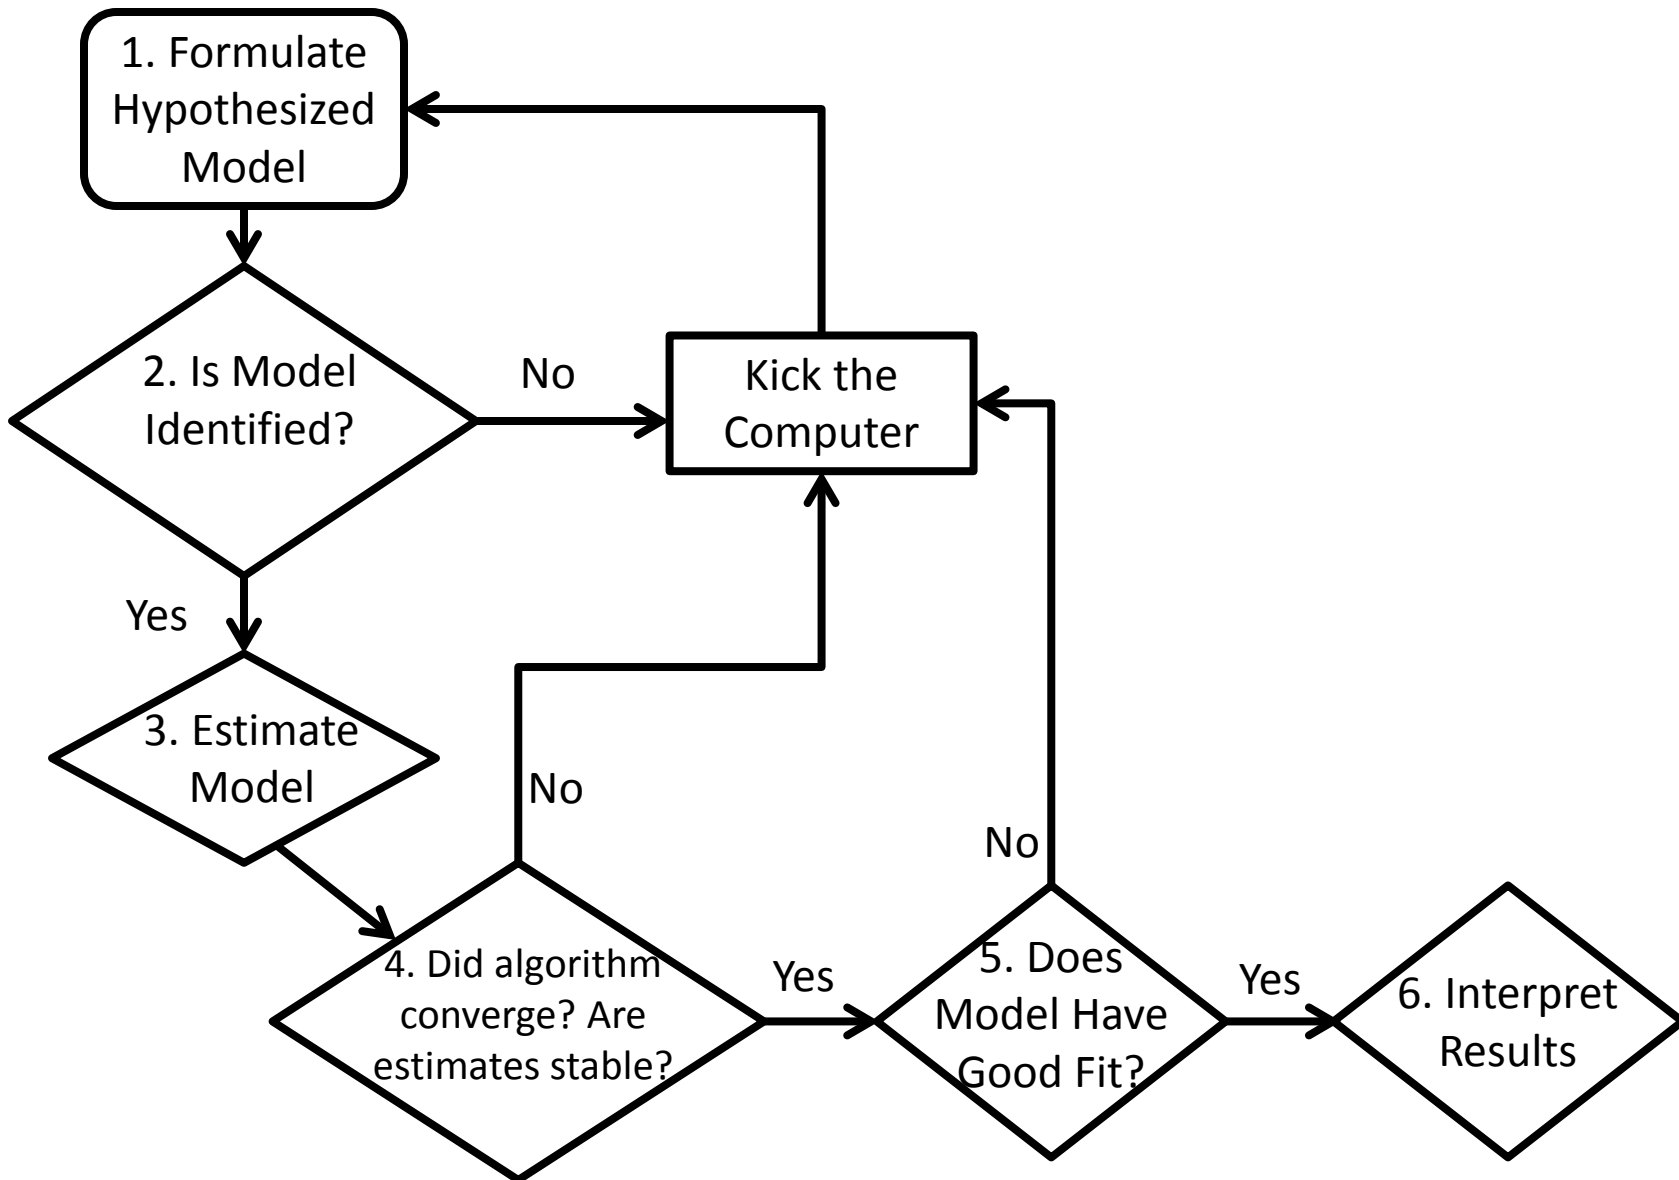 1. Formulate
Hypothesized
Model
2. Is Model
Identified?
No
Kick the
Computer
Yes
3. Estimate
Model
No
4. Did algorithm
converge? Are
estimates stable?
Yes
No
5. Does
Model Have
Good Fit?
Yes
6. Interpret
Results